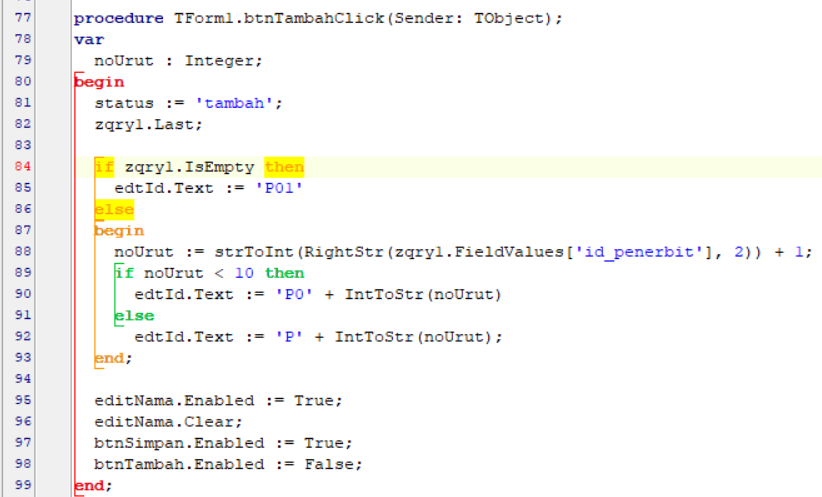 77 procedure TForm1.btnTambahClick(Sender: TObject);
78 var
79   noUrut : Integer;
80 begin
81   status := 'tambah';
82   zqry1.Last;
83
84   if zqry1.IsEmpty then
85     edtId.Text := 'P01'
86   else
87   begin
88     noUrut := strToInt(RightStr(zqry1.FieldValues['id_penerbit'], 2)) + 1;
89     if noUrut < 10 then
90       edtId.Text := 'P0' + IntToStr(noUrut)
91     else
92       edtId.Text := 'P' + IntToStr(noUrut);
93   end;
94
95   editNama.Enabled := True;
96   editNama.Clear;
97   btnSimpan.Enabled := True;
98   btnTambah.Enabled := False;
99 end;